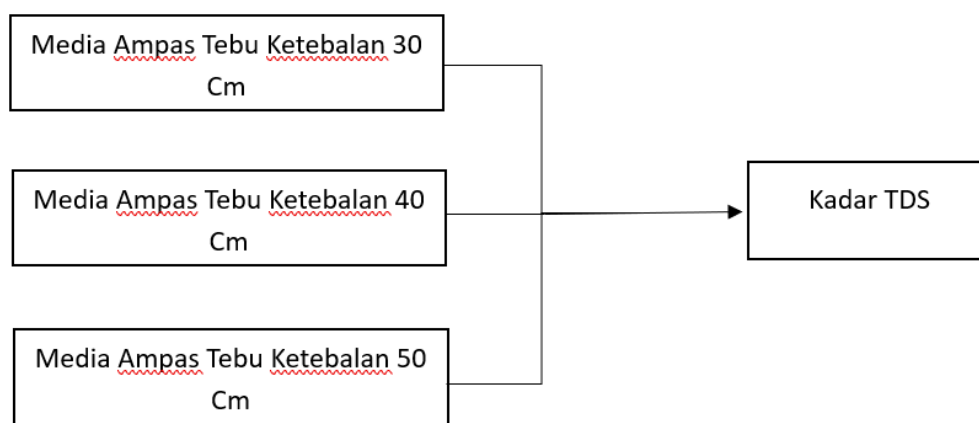 Media Ampas Tebu Ketebalan 30
Cm
Media Ampas Tebu Ketebalan 40
Cm
Kadar TDS
Media Ampas Tebu Ketebalan 50
Cm